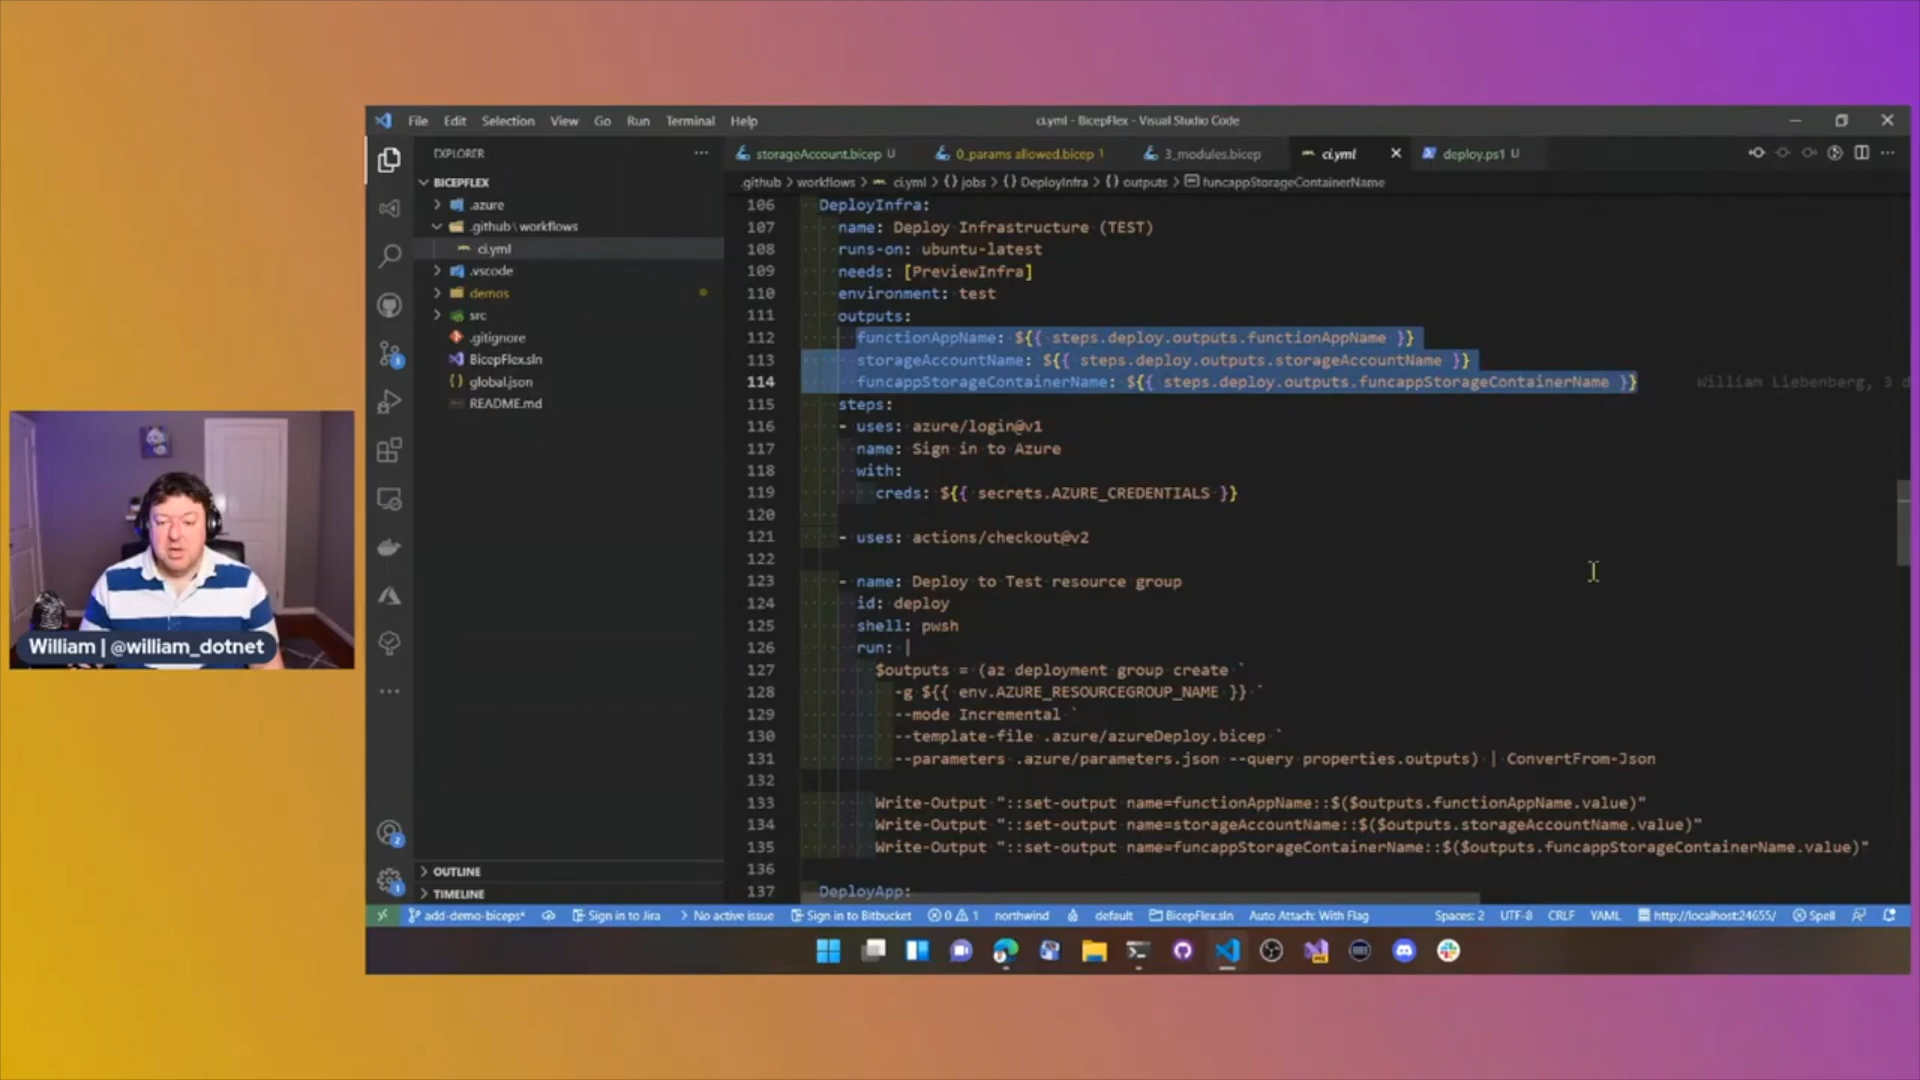 File Edit Selection View Go Run Terminal Help
ci.yml - BicepFlex - Visual Studio Code
EXPLORER
storageAccount.bicep U
0_params allowed.bicep 1
3_modules.bicep
ci.yml
deploy.ps1 U
.github > workflows > ci.yml > {} jobs > {} DeployInfra > {} outputs > funcappStorageContainerName
BICEPFLEX
.azure
.github \ workflows
ci.yml
.vscode
demos
src
.gitignore
BicepFlex.sln
global.json
README.md
OUTLINE
TIMELINE
106 DeployInfra:
107 name: Deploy Infrastructure (TEST)
108 runs-on: ubuntu-latest
109 needs: [PreviewInfra]
110 environment: test
111 outputs:
112 functionAppName: ${{ steps.deploy.outputs.functionAppName }}
113 storageAccountName: ${{ steps.deploy.outputs.storageAccountName }}
114 funcappStorageContainerName: ${{ steps.deploy.outputs.funcappStorageContainerName }} William Liebenberg, 3 d
115 steps:
116 - uses: azure/login@v1
117 name: Sign in to Azure
118 with:
119 creds: ${{ secrets.AZURE_CREDENTIALS }}
120
121 - uses: actions/checkout@v2
122
123 - name: Deploy to Test resource group
124 id: deploy
125 shell: pwsh
126 run: |
127 $outputs = (az deployment group create `
128 -g ${{ env.AZURE_RESOURCEGROUP_NAME }} `
129 --mode Incremental `
130 --template-file .azure/azureDeploy.bicep `
131 --parameters .azure/parameters.json --query properties.outputs) | ConvertFrom-Json
132
133 Write-Output "::set-output name=functionAppName::$($outputs.functionAppName.value)"
134 Write-Output "::set-output name=storageAccountName::$($outputs.storageAccountName.value)"
135 Write-Output "::set-output name=funcappStorageContainerName::$($outputs.funcappStorageContainerName.value)"
136
137 DeployApp:
William | @william_dotnet
add-demo-biceps* Sign in to Jira No active issue Sign in to Bitbucket 0 1 northwind default BicepFlex.sln Auto Attach: With Flag Spaces: 2 UTF-8 CRLF YAML http://localhost:24655/ Spell